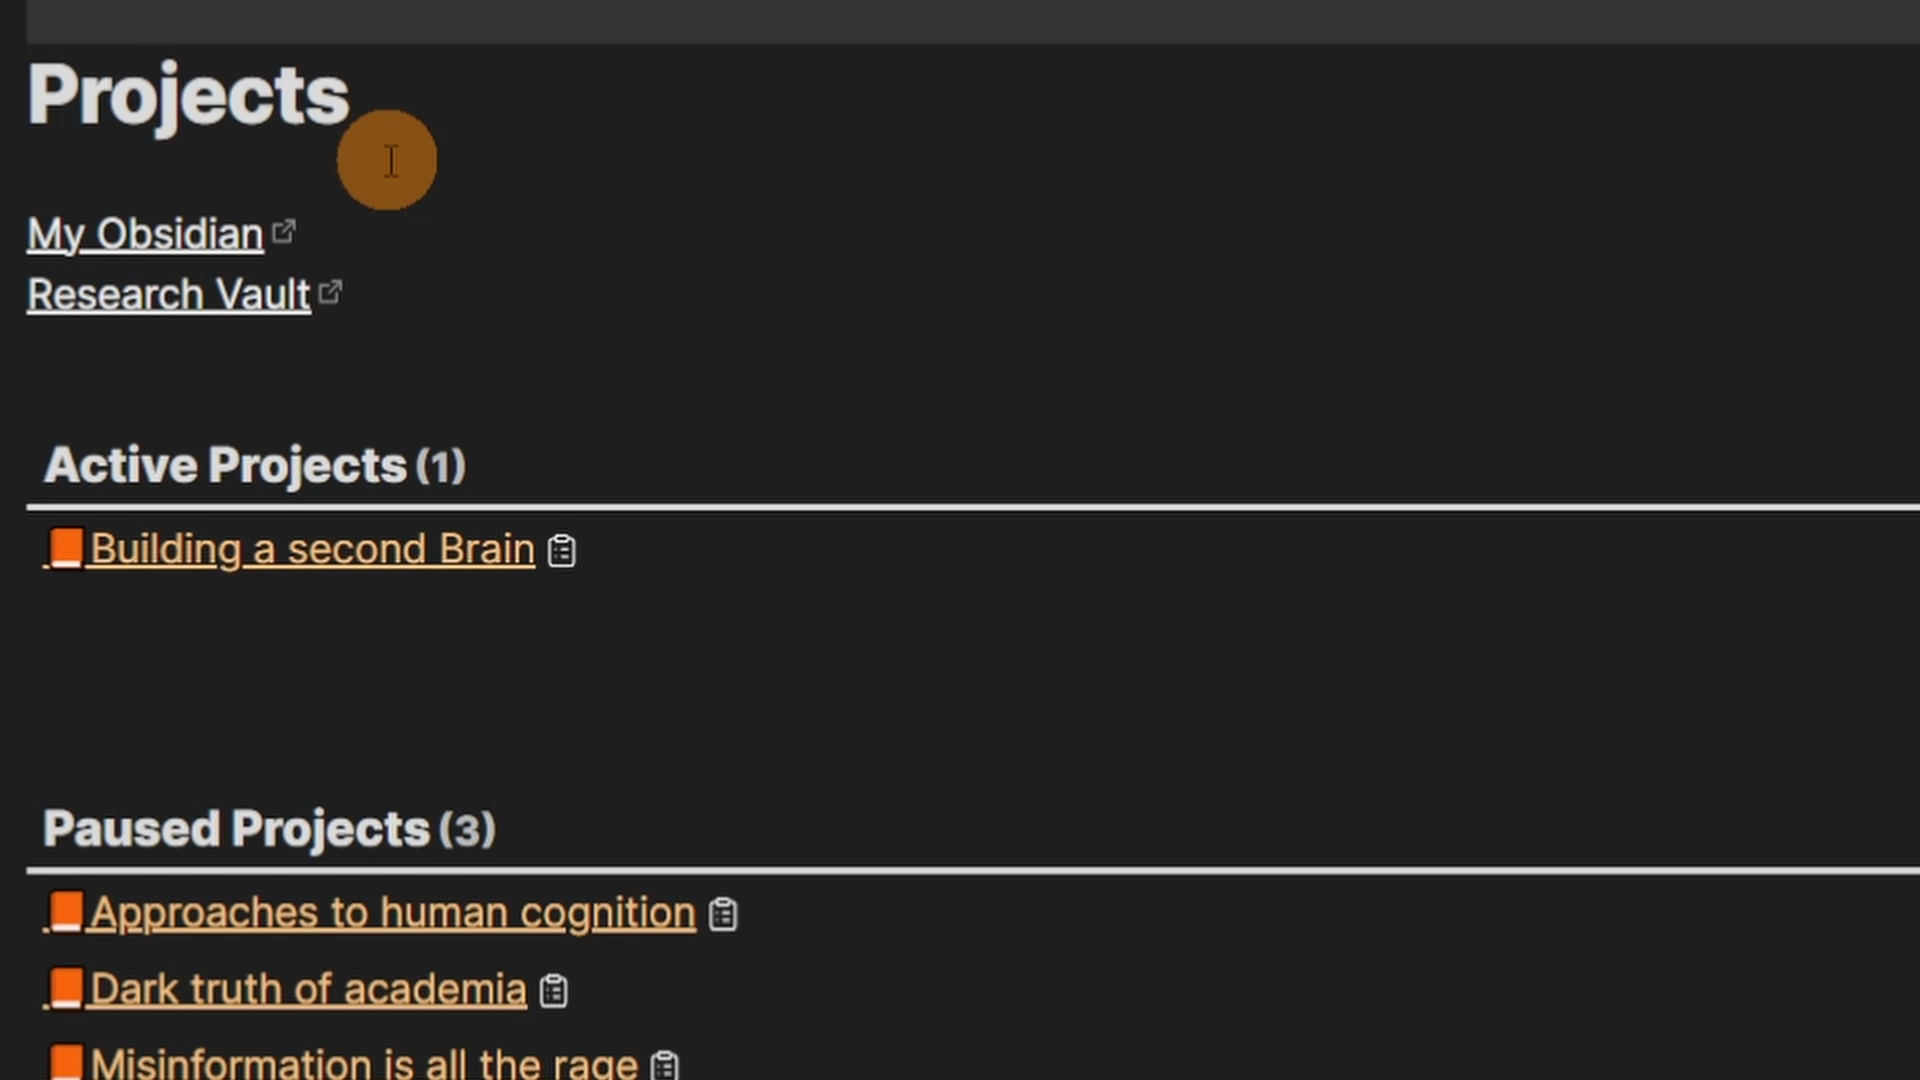 Projects
My Obsidian
Research Vault
Active Projects (1)
Building a second Brain
Paused Projects (3)
Approaches to human cognition
Dark truth of academia
Misinformation is all the rage